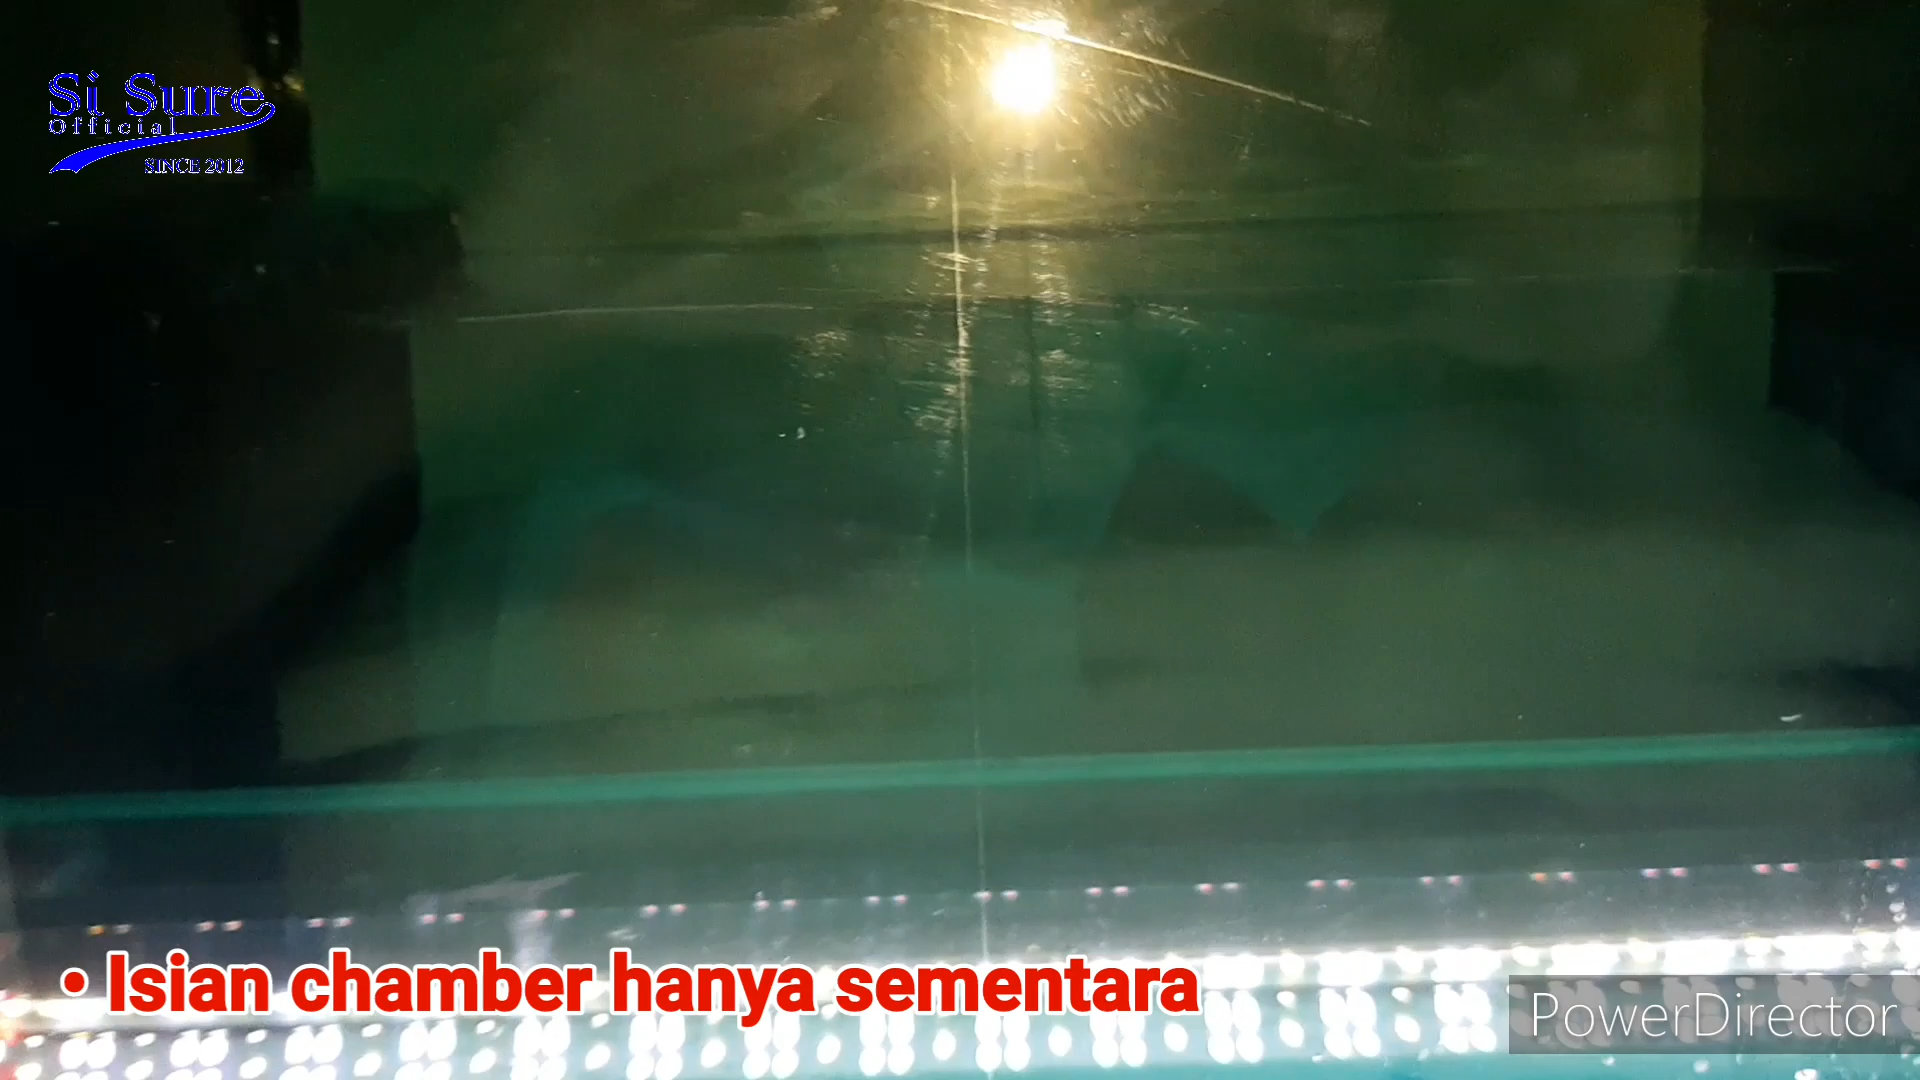 Si Sure
Official
SINCE 2012
• Isian chamber hanya sementara
PowerDirector